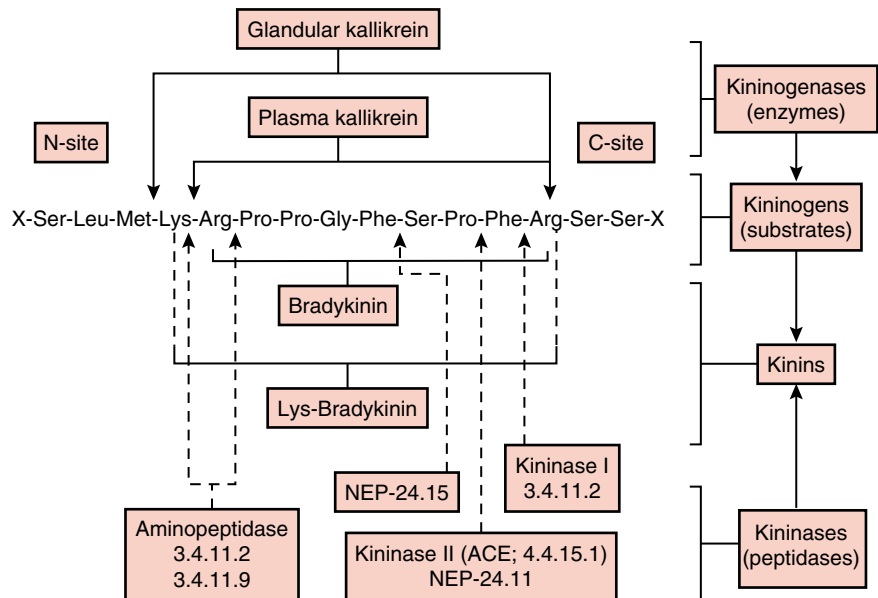 Glandular kallikrein
Plasma kallikrein
N-site
C-site
X-Ser-Leu-Met-Lys-Arg-Pro-Pro-Gly-Phe-Ser-Pro-Phe-Arg-Ser-Ser-X
Bradykinin
Lys-Bradykinin
Aminopeptidase
3.4.11.2
3.4.11.9
NEP-24.15
Kininase I
3.4.11.2
Kininase II (ACE; 4.4.15.1)
NEP-24.11
Kininogenases
(enzymes)
Kininogens
(substrates)
Kinins
Kininases
(peptidases)